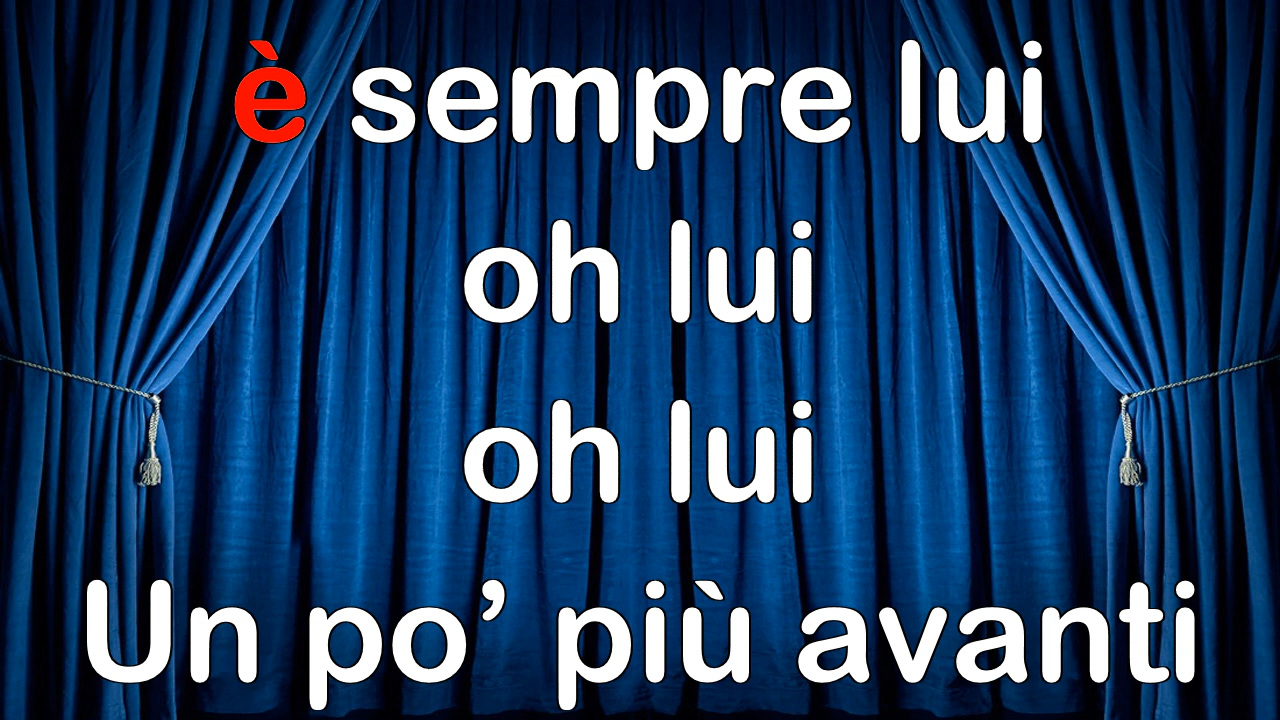 è sempre lui
oh lui
oh lui
Un po’ più avanti